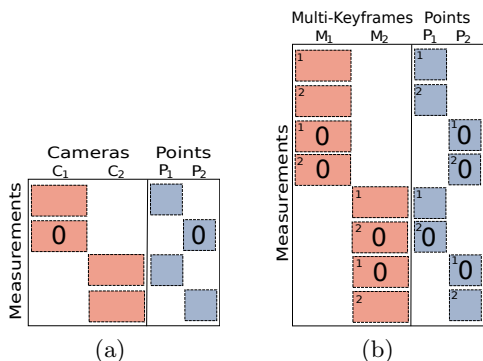 Cameras Points
C1 C2 P1 P2
Measurements
0 0
(a)
Multi-Keyframes Points
M1 M2 P1 P2
Measurements
1 1
2 2
1 0 1 0
2 0 2 0
1 1
2 0 2 0
1 0 1 0
2 2
(b)